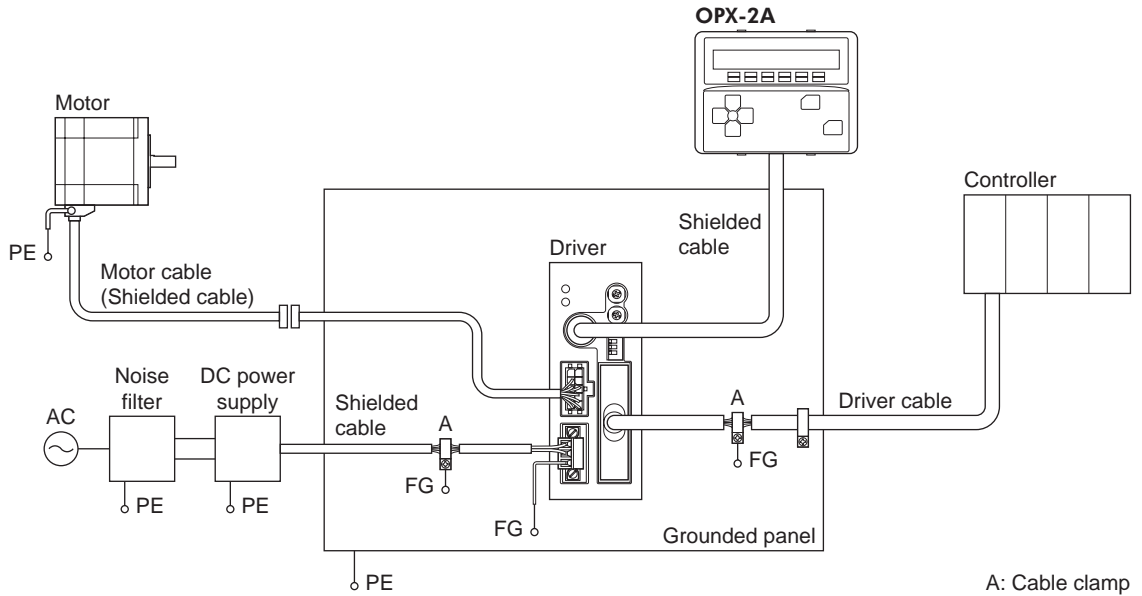 OPX-2A
Motor
Controller
Shielded
cable
PE
Driver
Motor cable
(Shielded cable)
Noise
filter
DC power
supply
Shielded
cable
AC
A
A
Driver cable
FG
FG
PE
PE
FG
Grounded panel
PE
A: Cable clamp